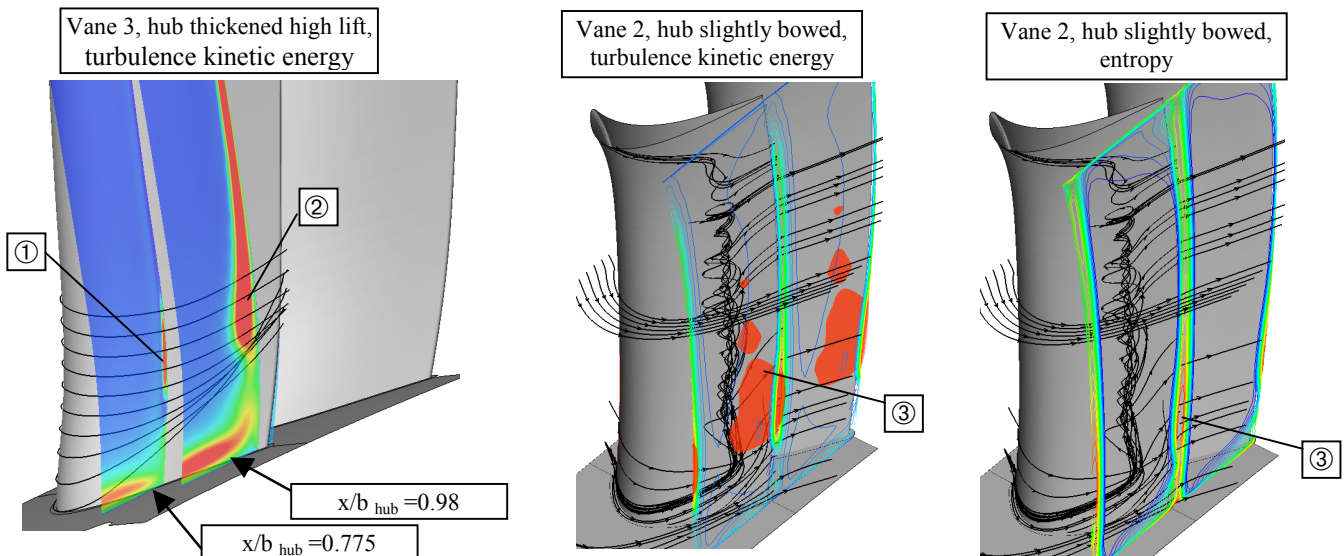 Vane 3, hub thickened high lift,
turbulence kinetic energy
①
②
x/b hub =0.98
x/b hub =0.775
Vane 2, hub slightly bowed,
turbulence kinetic energy
③
Vane 2, hub slightly bowed,
entropy
③